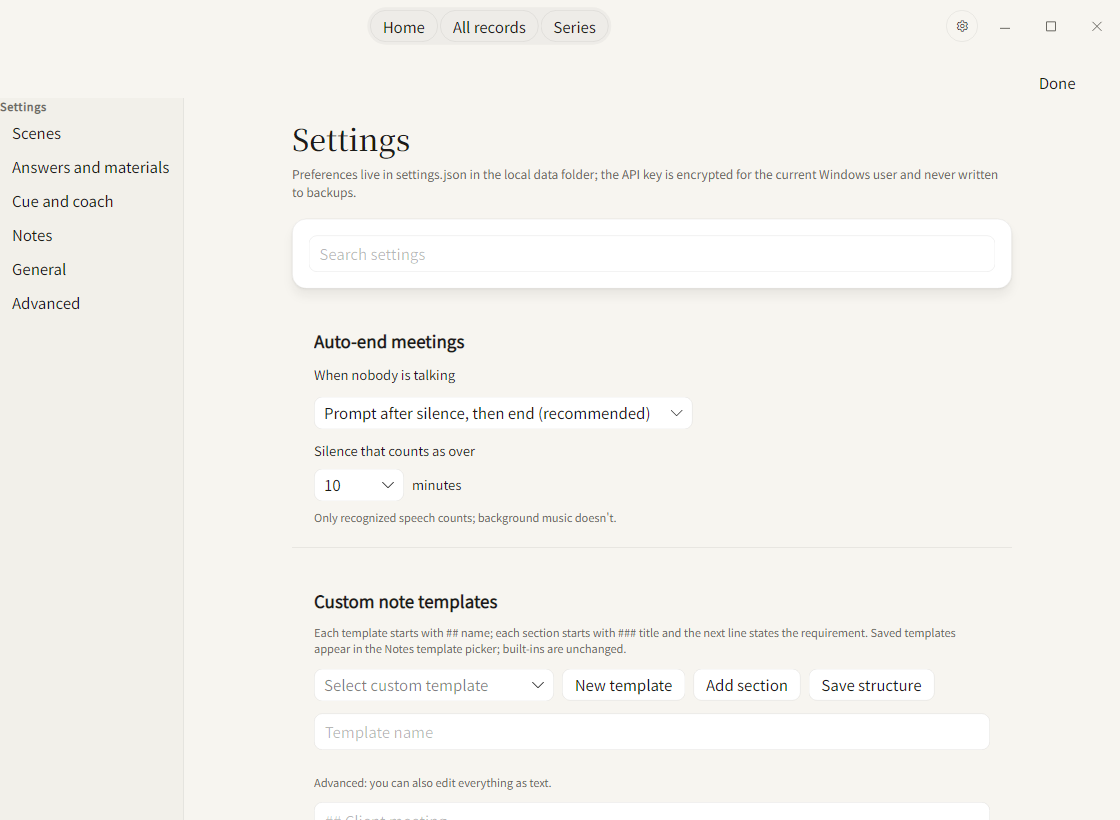 Home
All records
Series
Done
Settings
Scenes
Answers and materials
Cue and coach
Notes
General
Advanced
Settings
Preferences live in settings.json in the local data folder; the API key is encrypted for the current Windows user and never written
to backups.
Search settings
Auto-end meetings
When nobody is talking
Prompt after silence, then end (recommended)
Silence that counts as over
10
minutes
Only recognized speech counts; background music doesn't.
Custom note templates
Each template starts with ## name; each section starts with ### title and the next line states the requirement. Saved templates
appear in the Notes template picker; built-ins are unchanged.
Select custom template
New template
Add section
Save structure
Template name
Advanced: you can also edit everything as text.
## Client meeting